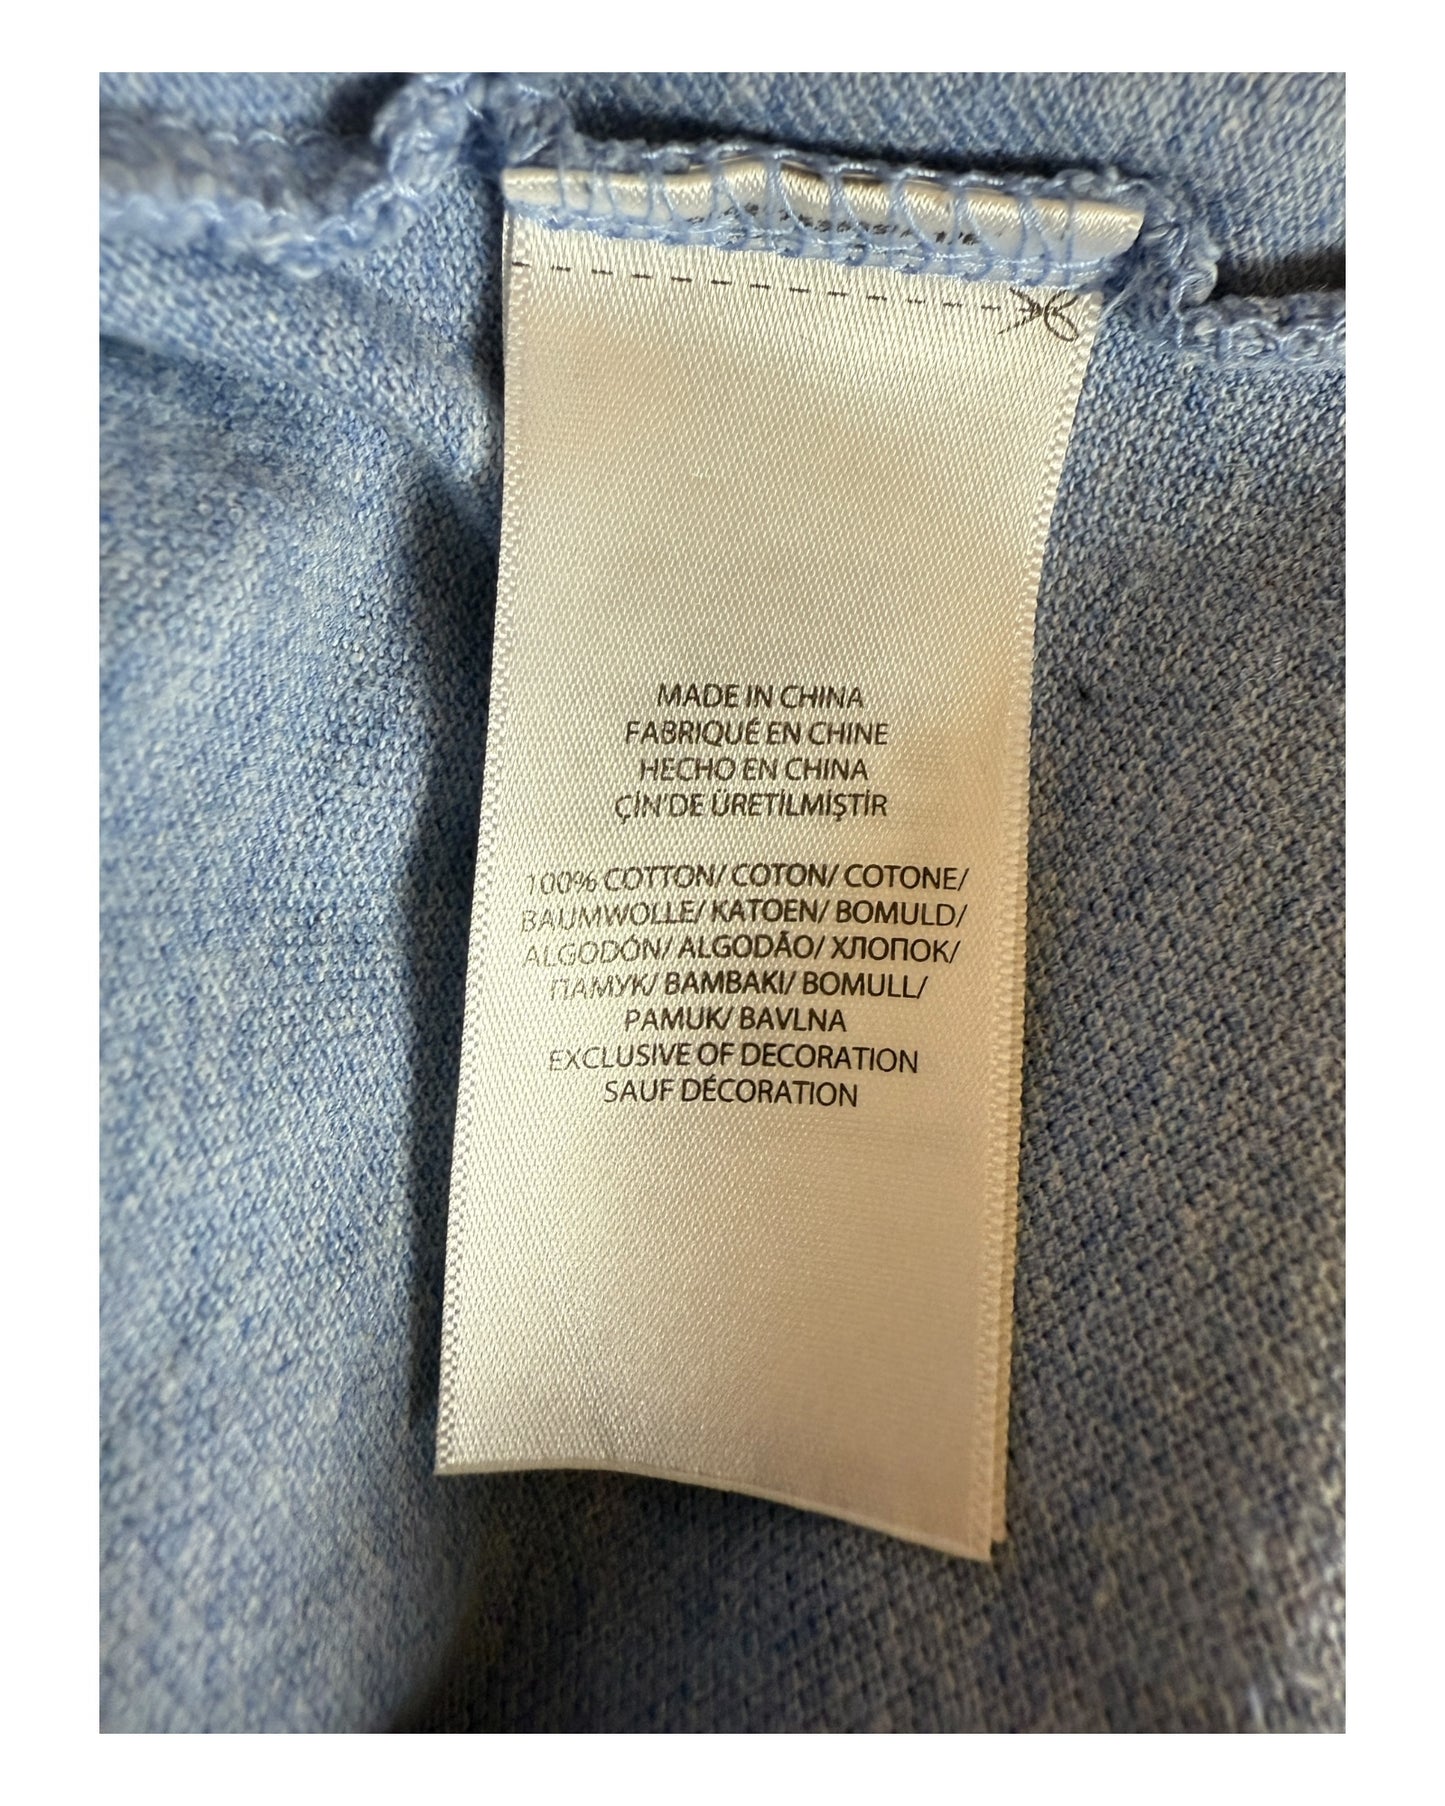 MADE IN CHINA
FABRIQUÉ EN CHINE
HECHO EN CHINA
ÇİN'DE ÜRETİLMİŞTİR
100% COTTON/ COTON/ COTONE/
BAUMWOLLE/ KATOEN/ BOMULD/
ALGODÓN/ ALGODÃO/ ХЛОПОК/
ПАМУК/ ΒΑΜΒΑΚΙ/ BOMULL/
PAMUK/ BAVLNA
EXCLUSIVE OF DECORATION
SAUF DÉCORATION